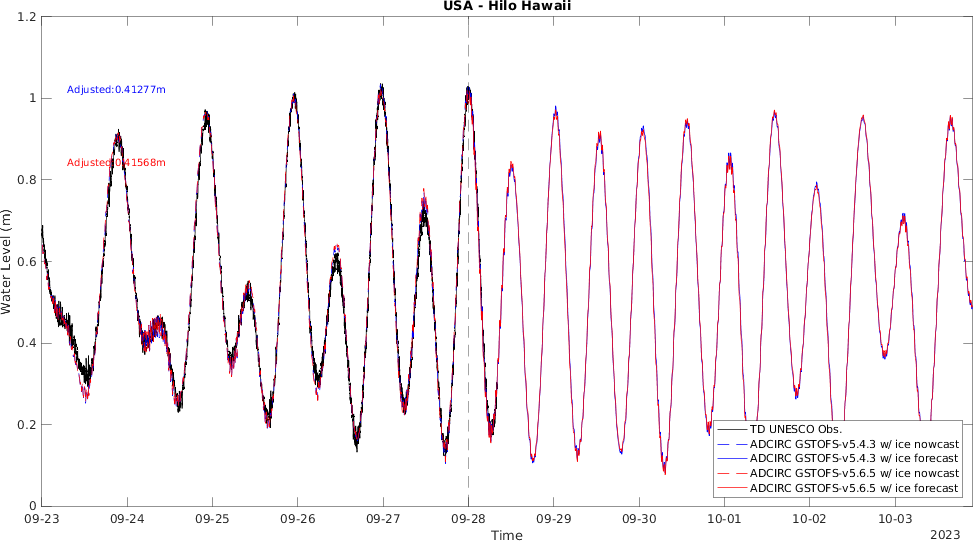 USA - Hilo Hawaii
1.2
1
0.8
0.6
0.4
0.2
0
Water Level (m)
Adjusted:0.41277m
Adjusted:0.41568m
TD UNESCO Obs.
ADCIRC GSTOFS-v5.4.3 w/ ice nowcast
ADCIRC GSTOFS-v5.4.3 w/ ice forecast
ADCIRC GSTOFS-v5.6.5 w/ ice nowcast
ADCIRC GSTOFS-v5.6.5 w/ ice forecast
09-23 09-24 09-25 09-26 09-27 09-28 09-29 09-30 10-01 10-02 10-03
Time
2023